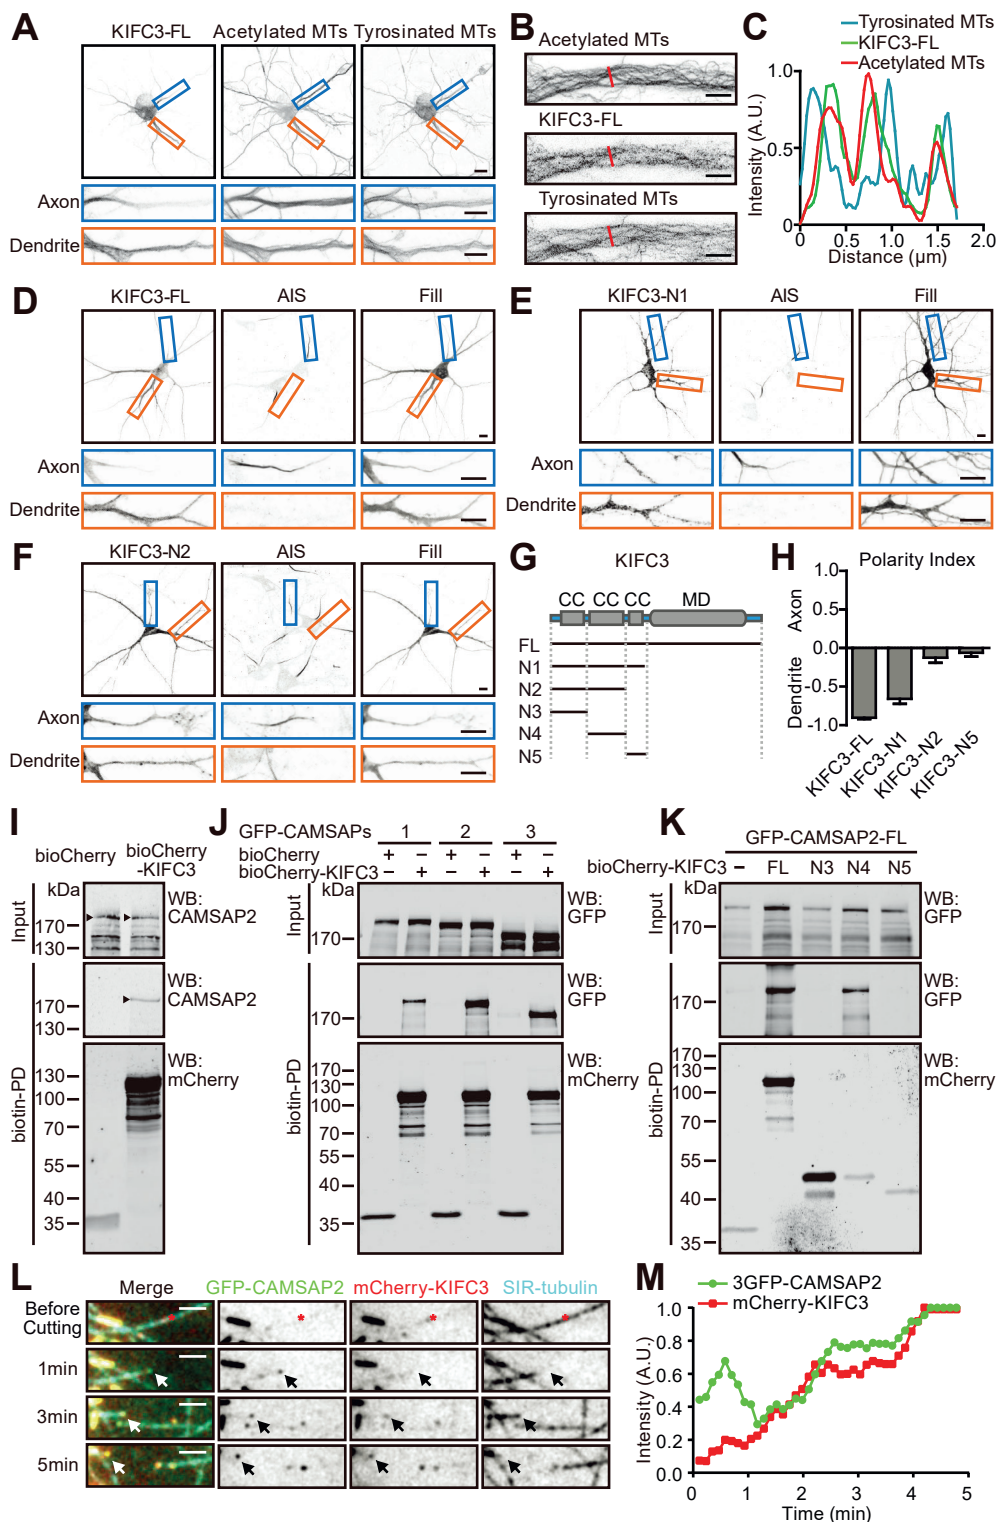 A
KIFC3-FL Acetylated MTs Tyrosinated MTs
Axon
Dendrite
B
Acetylated MTs
KIFC3-FL
Tyrosinated MTs
C
Tyrosinated MTs
KIFC3-FL
Acetylated MTs
Intensity (A.U.)
1.0
0.5
0
0 0.5 1.0 1.5 2.0
Distance (µm)
D
KIFC3-FL AIS Fill
Axon
Dendrite
E
KIFC3-N1 AIS Fill
Axon
Dendrite
F
KIFC3-N2 AIS Fill
Axon
Dendrite
G
KIFC3
CC CC CC MD
FL
N1
N2
N3
N4
N5
H
Polarity Index
Axon
Dendrite
1.0
0.5
0
-0.5
-1.0
KIFC3-FL
KIFC3-N1
KIFC3-N2
KIFC3-N5
I
bioCherry
bioCherry
-KIFC3
kDa
Input
170
130
WB:
CAMSAP2
biotin-PD
170
130
WB:
CAMSAP2
130
100
70
55
40
35
WB:
mCherry
J
GFP-CAMSAPs 1 2 3
bioCherry + – + – + –
bioCherry-KIFC3 – + – + – +
kDa
Input
170
WB:
GFP
biotin-PD
170
WB:
GFP
170
130
100
70
55
40
35
WB:
mCherry
K
GFP-CAMSAP2-FL
bioCherry-KIFC3 – FL N3 N4 N5
kDa
Input
170
WB:
GFP
biotin-PD
170
WB:
GFP
170
130
100
70
55
40
35
WB:
mCherry
L
Merge GFP-CAMSAP2 mCherry-KIFC3 SIR-tubulin
Before
Cutting
1min
3min
5min
* * * *
M
3GFP-CAMSAP2
mCherry-KIFC3
Intensity (A.U.)
1.0
0.8
0.6
0.4
0.2
0.0
0 1 2 3 4 5
Time (min)